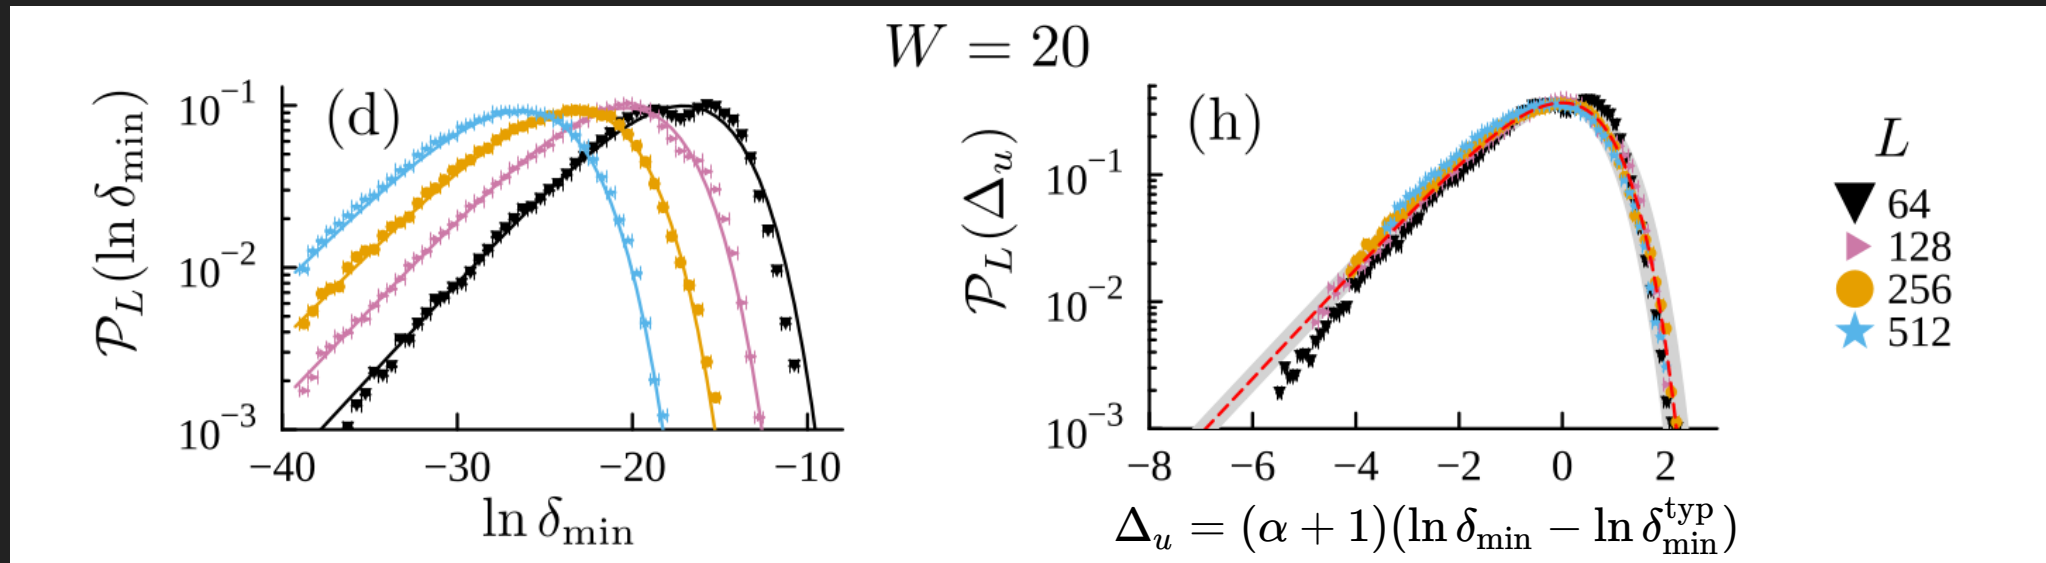 W = 20
(d)
𝒫_L(ln δ_min)
10^−1
10^−2
10^−3
−40 −30 −20 −10
ln δ_min
(h)
𝒫_L(Δ_u)
10^−1
10^−2
10^−3
−8 −6 −4 −2 0 2
Δ_u = (α + 1)(ln δ_min − ln δ_min^typ)
L
64
128
256
512